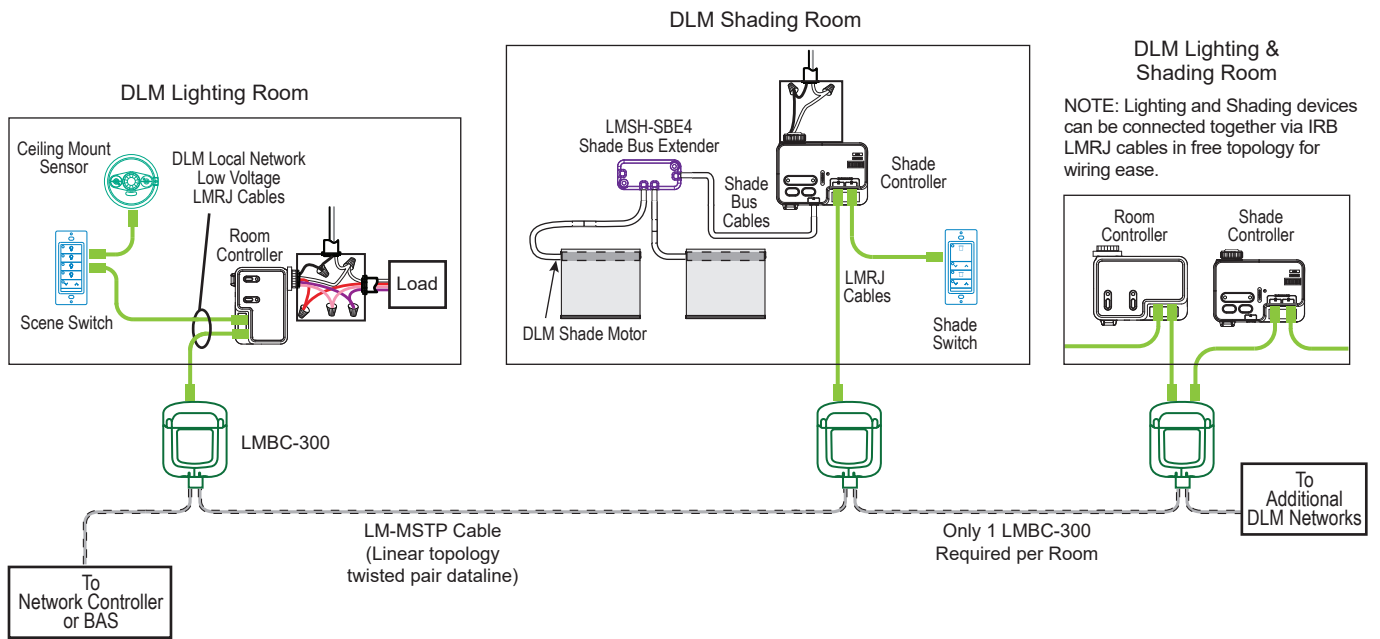 DLM Lighting Room
Ceiling Mount
Sensor
DLM Local Network
Low Voltage
LMRJ Cables
Room
Controller
Load
Scene Switch
LMBC-300
DLM Shading Room
LMSH-SBE4
Shade Bus Extender
Shade
Bus
Cables
Shade
Controller
LMRJ
Cables
DLM Shade Motor
Shade
Switch
DLM Lighting &
Shading Room
NOTE: Lighting and Shading devices
can be connected together via IRB
LMRJ cables in free topology for
wiring ease.
Room
Controller
Shade
Controller
To
Network Controller
or BAS
LM-MSTP Cable
(Linear topology
twisted pair dataline)
Only 1 LMBC-300
Required per Room
To
Additional
DLM Networks